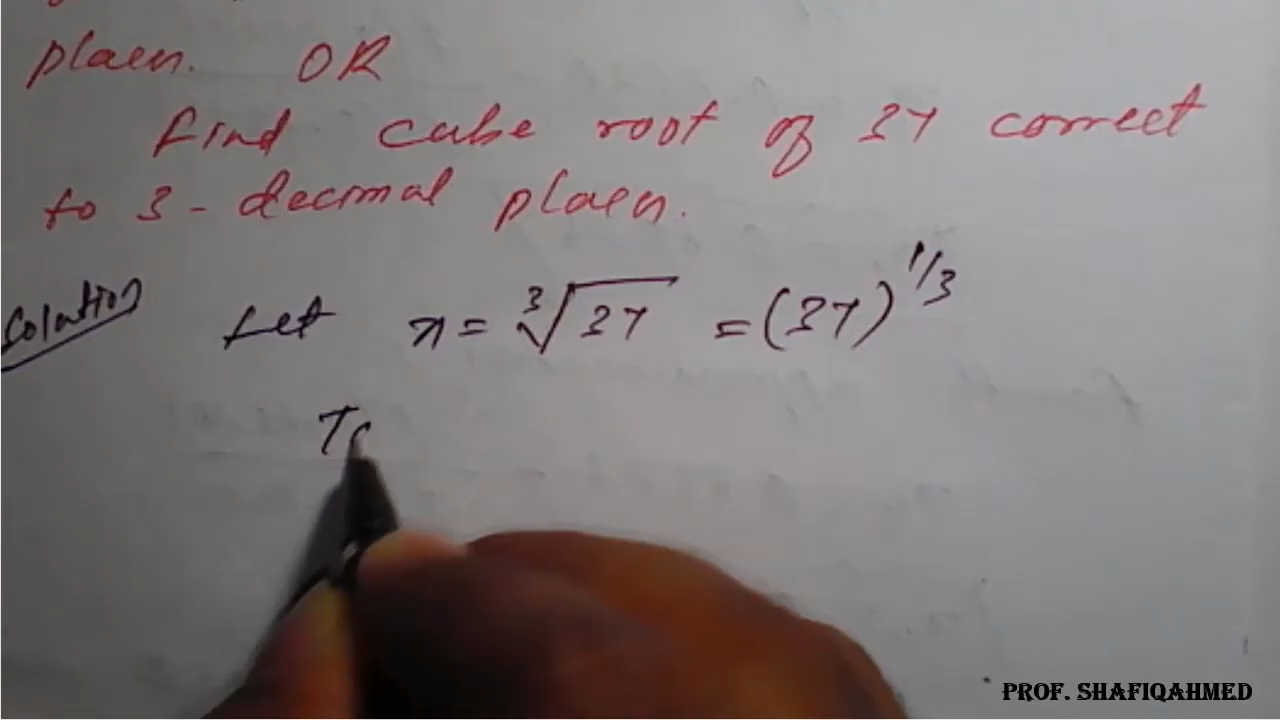 places. OR
Find cube root of 37 correct
to 3 - decimal places.
Solution Let x = ∛37 = (37)^1/3
Ta
PROF. SHAFIQAHMED